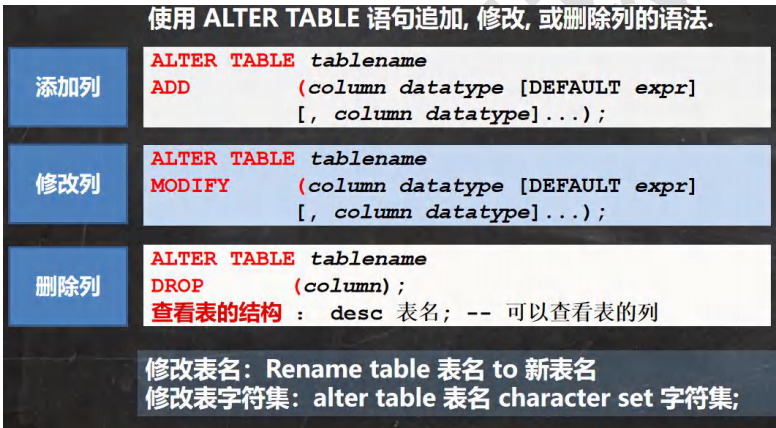 使用 ALTER TABLE 语句追加, 修改, 或删除列的语法.
添加列
ALTER TABLE tablename
ADD (column datatype [DEFAULT expr]
[, column datatype]...);
修改列
ALTER TABLE tablename
MODIFY (column datatype [DEFAULT expr]
[, column datatype]...);
删除列
ALTER TABLE tablename
DROP (column);
查看表的结构 : desc 表名; -- 可以查看表的列
修改表名：Rename table 表名 to 新表名
修改表字符集：alter table 表名 character set 字符集;